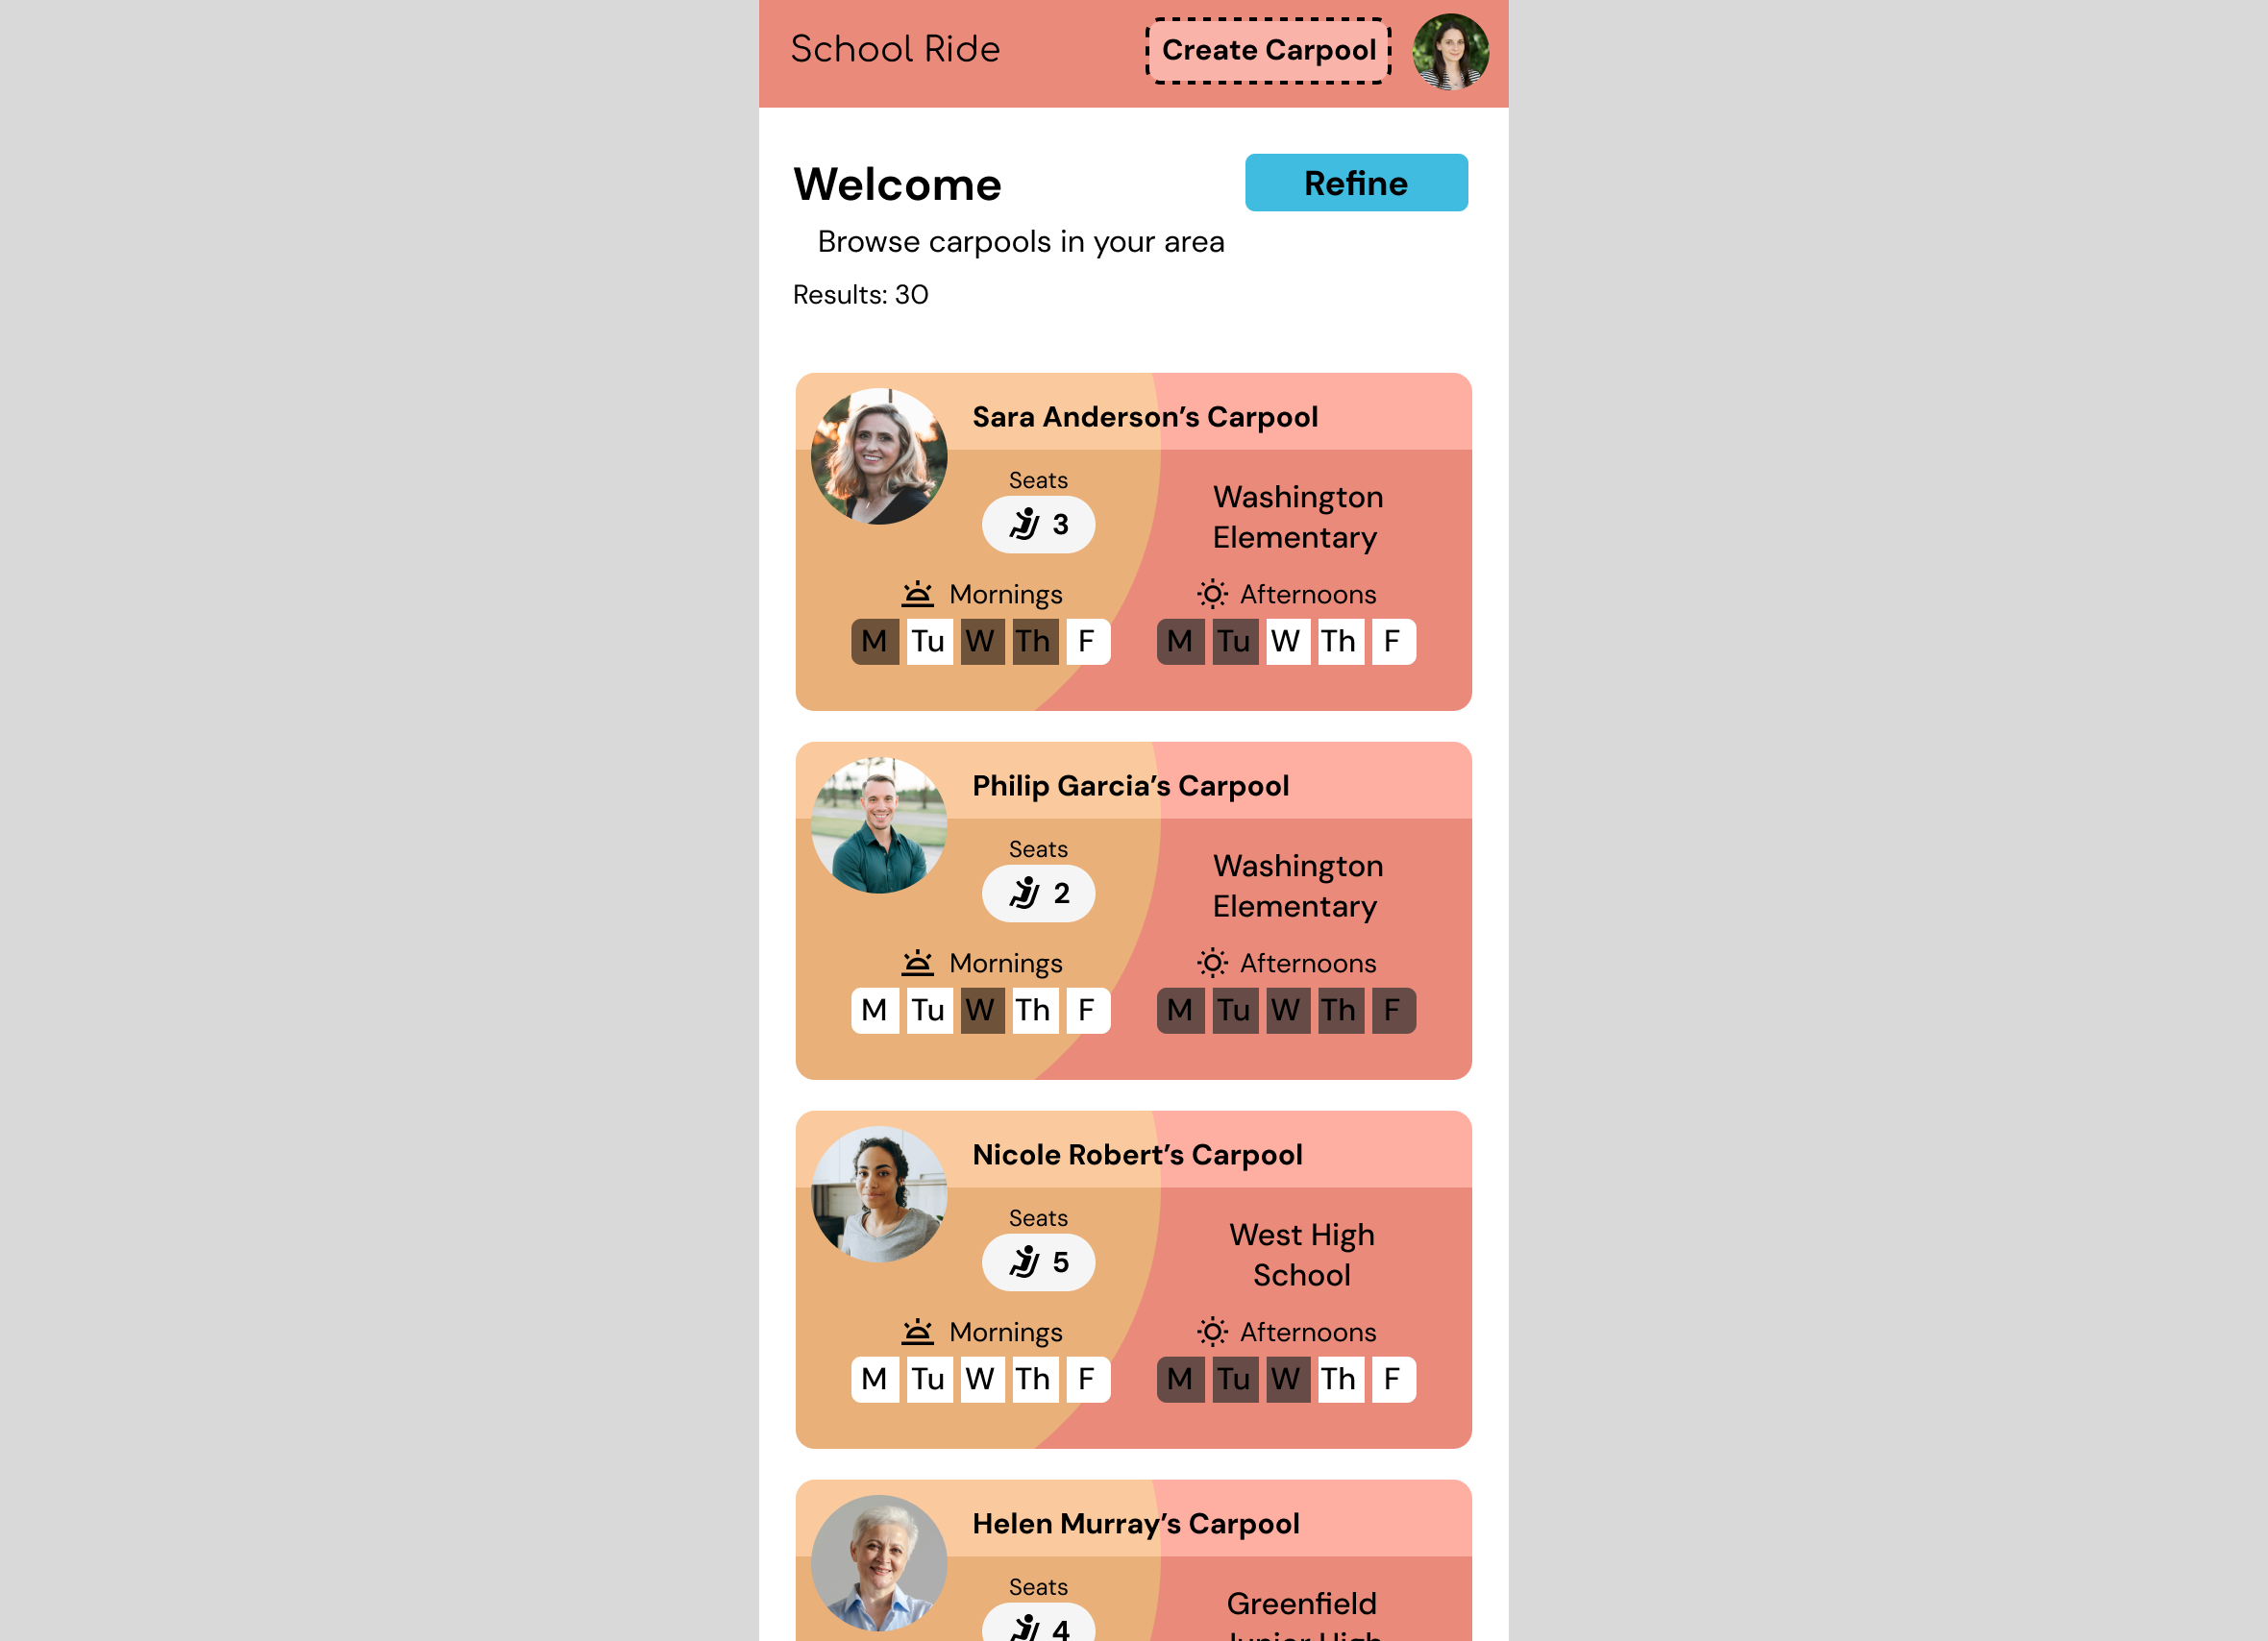 School Ride
Create Carpool
Welcome
Refine
Browse carpools in your area
Results: 30
Sara Anderson’s Carpool
Seats
3
Washington
Elementary
Mornings
M Tu W Th F
Afternoons
M Tu W Th F
Philip Garcia’s Carpool
Seats
2
Washington
Elementary
Mornings
M Tu W Th F
Afternoons
M Tu W Th F
Nicole Robert’s Carpool
Seats
5
West High
School
Mornings
M Tu W Th F
Afternoons
M Tu W Th F
Helen Murray’s Carpool
Seats
4
Greenfield
Junior High